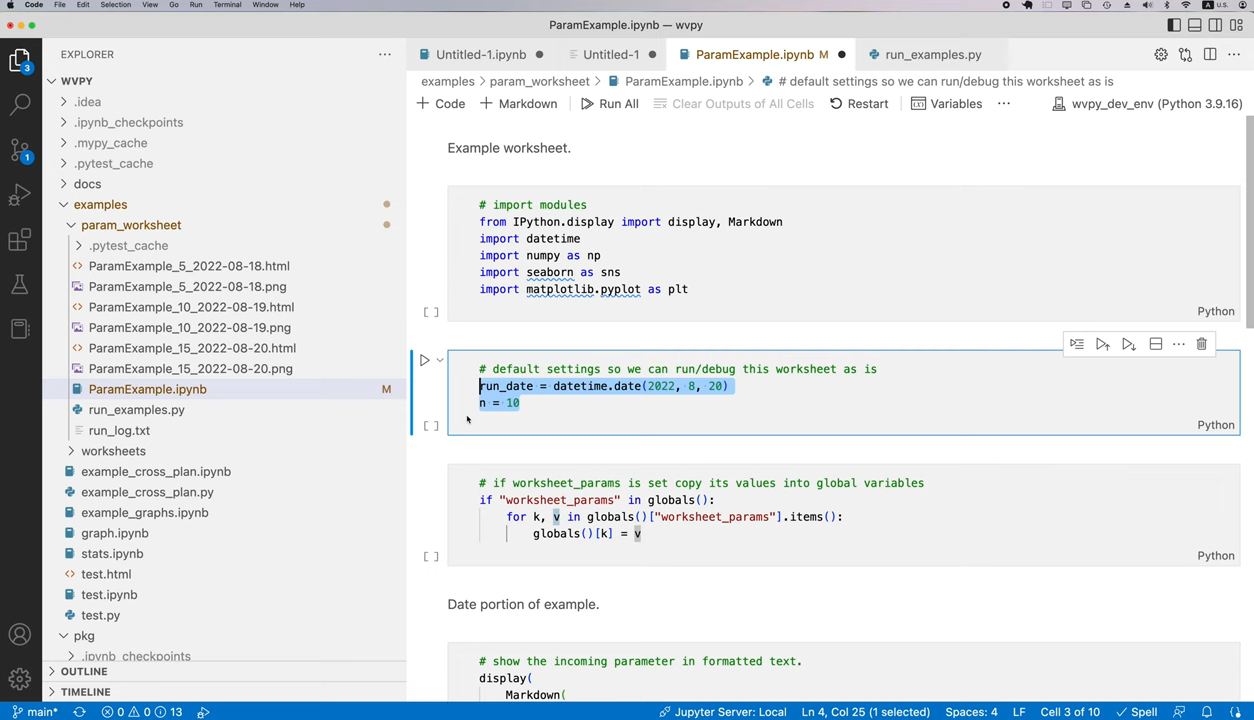 Code File Edit Selection View Go Run Terminal Window Help
A U.S.
ParamExample.ipynb — wvpy
EXPLORER
Untitled-1.ipynb
Untitled-1
ParamExample.ipynb M
run_examples.py
WVPY
examples > param_worksheet > ParamExample.ipynb > # default settings so we can run/debug this worksheet as is
+ Code + Markdown Run All Clear Outputs of All Cells Restart Variables ··· wvpy_dev_env (Python 3.9.16)
3
1
.idea
.ipynb_checkpoints
.mypy_cache
.pytest_cache
docs
examples
param_worksheet
.pytest_cache
ParamExample_5_2022-08-18.html
ParamExample_5_2022-08-18.png
ParamExample_10_2022-08-19.html
ParamExample_10_2022-08-19.png
ParamExample_15_2022-08-20.html
ParamExample_15_2022-08-20.png
ParamExample.ipynb M
run_examples.py
run_log.txt
worksheets
example_cross_plan.ipynb
example_cross_plan.py
example_graphs.ipynb
graph.ipynb
stats.ipynb
test.html
test.ipynb
test.py
pkg
.ipynb_checkpoints
OUTLINE
TIMELINE
Example worksheet.
# import modules
from IPython.display import display, Markdown
import datetime
import numpy as np
import seaborn as sns
import matplotlib.pyplot as plt
[ ] Python
# default settings so we can run/debug this worksheet as is
run_date = datetime.date(2022, 8, 20)
n = 10
[ ] Python
# if worksheet_params is set copy its values into global variables
if "worksheet_params" in globals():
for k, v in globals()["worksheet_params"].items():
globals()[k] = v
[ ] Python
Date portion of example.
# show the incoming parameter in formatted text.
display(
Markdown(
main* 0 0 13 Jupyter Server: Local Ln 4, Col 25 (1 selected) Spaces: 4 LF Cell 3 of 10 Spell